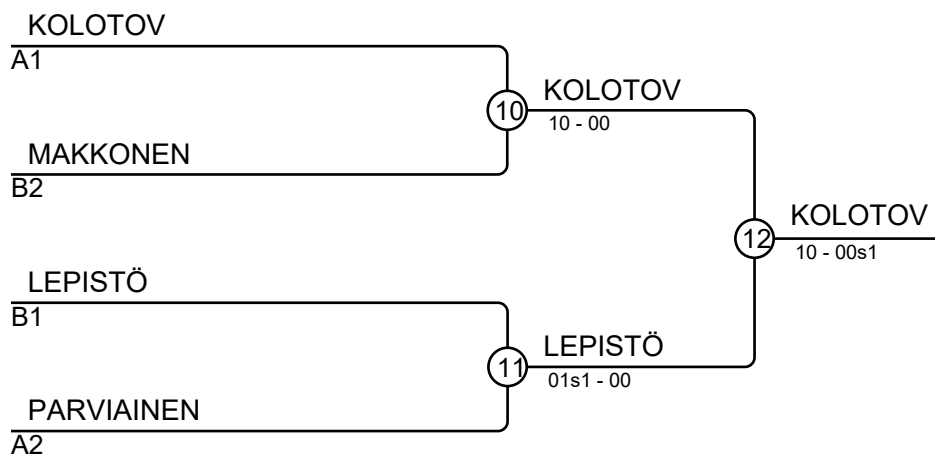 KOLOTOV
A1
10
KOLOTOV
10 - 00
MAKKONEN
B2
12
KOLOTOV
10 - 00s1
LEPISTÖ
B1
11
LEPISTÖ
01s1 - 00
PARVIAINEN
A2